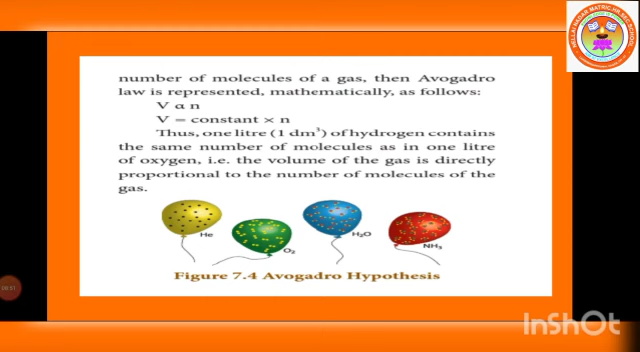 number of molecules of a gas, then Avogadro
law is represented, mathematically, as follows:
V α n
V = constant × n
Thus, one litre (1 dm³) of hydrogen contains
the same number of molecules as in one litre
of oxygen, i.e. the volume of the gas is directly
proportional to the number of molecules of the
gas.
He
O₂
H₂O
NH₃
Figure 7.4 Avogadro Hypothesis
InShOt